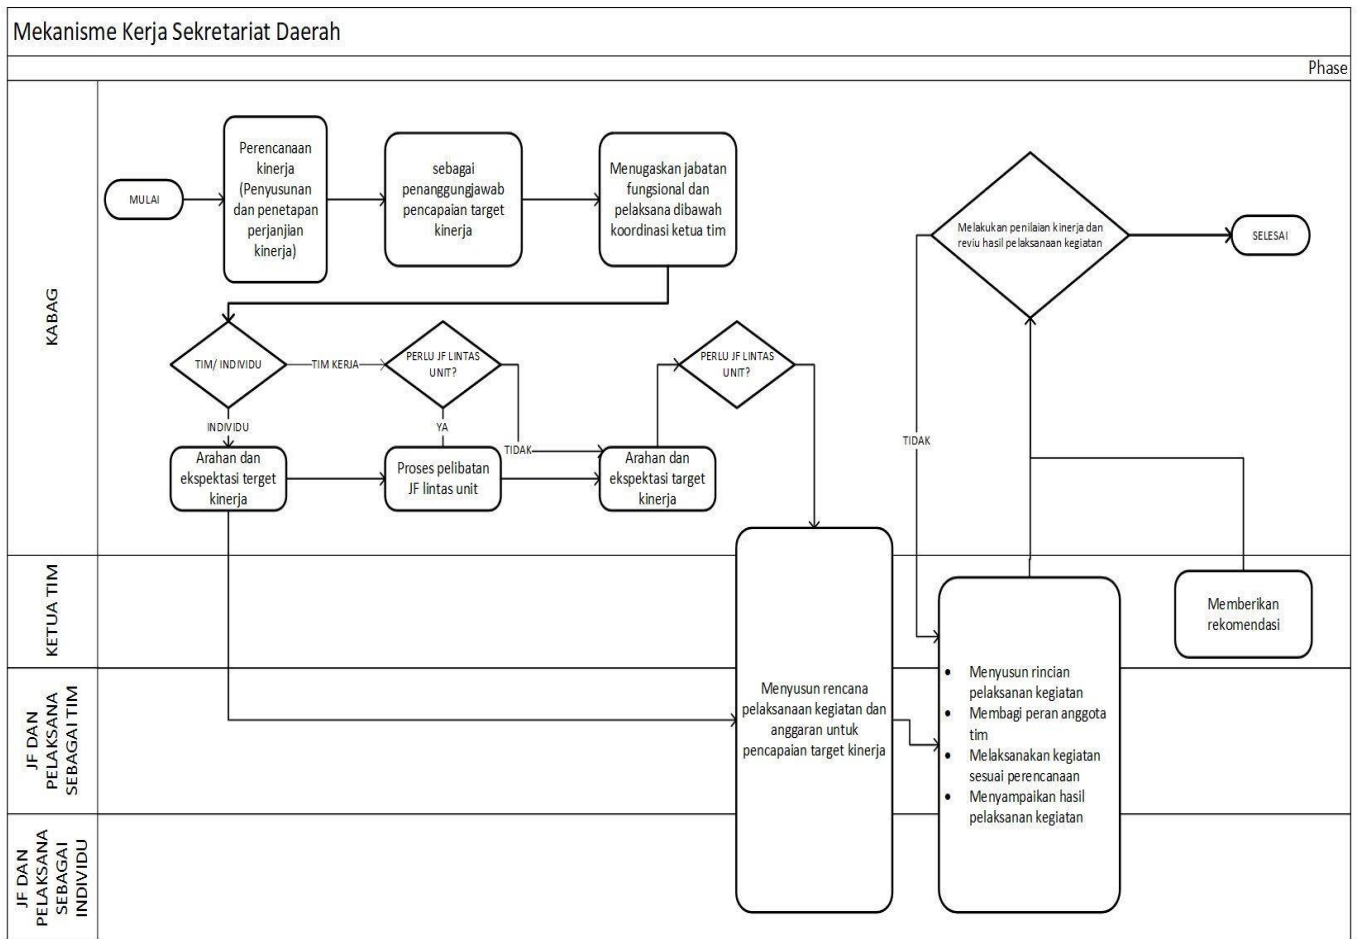 Mekanisme Kerja Sekretariat Daerah
Phase
KABAG
MULAI
Perencanaan
kinerja
(Penyusunan
dan penetapan
perjanjian
kinerja)
sebagai
penanggungjawab
pencapaian target
kinerja
Menugaskan jabatan
fungsional dan
pelaksana dibawah
koordinasi ketua tim
Melakukan penilaian kinerja dan
reviu hasil pelaksanaan kegiatan
SELESAI
TIM/ INDIVIDU
TIM KERJA
PERLU JF LINTAS
UNIT?
PERLU JF LINTAS
UNIT?
INDIVIDU
YA
TIDAK
TIDAK
Arahan dan
ekspektasi terget
kinerja
Proses pelibatan
JF lintas unit
Arahan dan
ekspektasi target
kinerja
KETUA TIM
Memberikan
rekomendasi
JF DAN
PELAKSANA
SEBAGAI TIM
Menyusun rencana
pelaksanaan kegiatan dan
anggaran untuk
pencapaian target kinerja
• Menyusun rincian
pelaksanan kegiatan
• Membagi peran anggota
tim
• Melaksanakan kegiatan
sesuai perencanaan
• Menyampaikan hasil
pelaksanan kegiatan
JF DAN
PELAKSANA
SEBAGAI
INDIVIDU